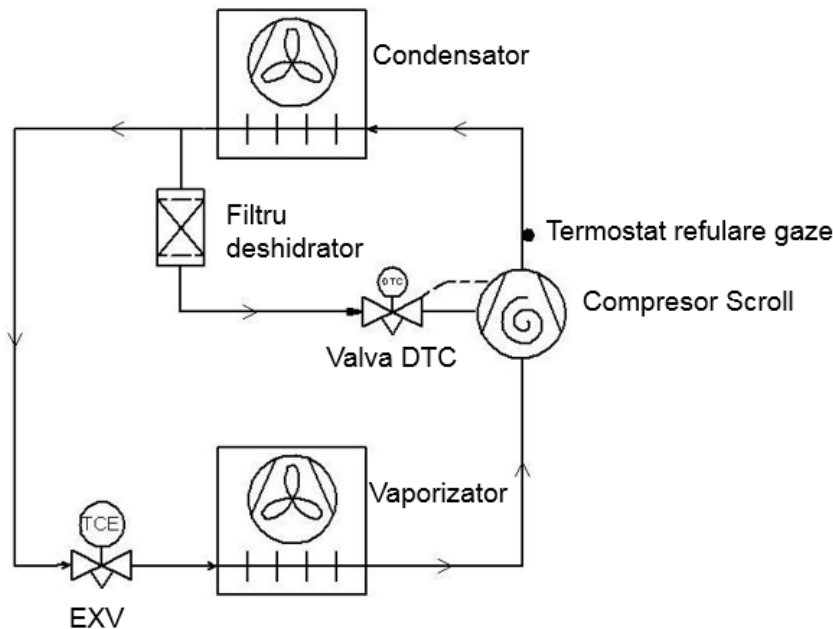 Condensator
Filtru
deshidrator
Termostat refulare gaze
DTC
Compresor Scroll
Valva DTC
Vaporizator
TCE
EXV